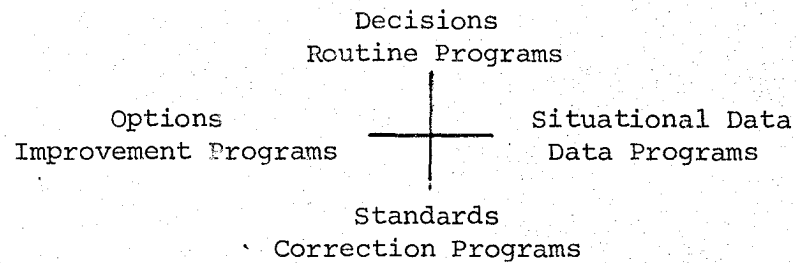 Decisions
Routine Programs
Options
Improvement Programs
Situational Data
Data Programs
Standards
Correction Programs